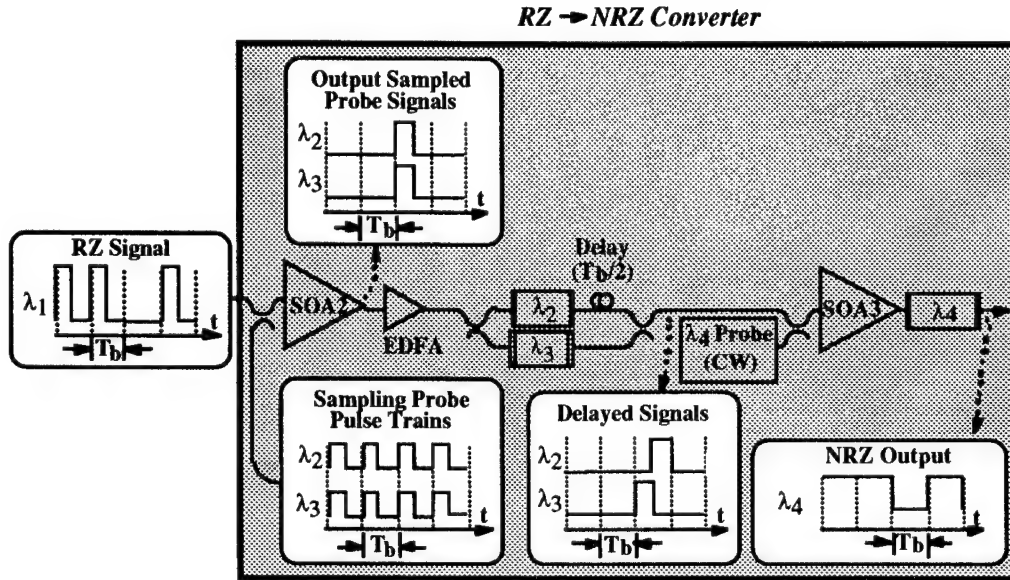 RZ → NRZ Converter
Output Sampled
Probe Signals
λ2
λ3
t
Tb
RZ Signal
λ1
t
Tb
SOA2
EDFA
λ2
λ3
Delay
(Tb/2)
λ4 Probe
(CW)
SOA3
λ4
Sampling Probe
Pulse Trains
λ2
λ3
t
Tb
Delayed Signals
λ2
λ3
t
Tb
NRZ Output
λ4
t
Tb